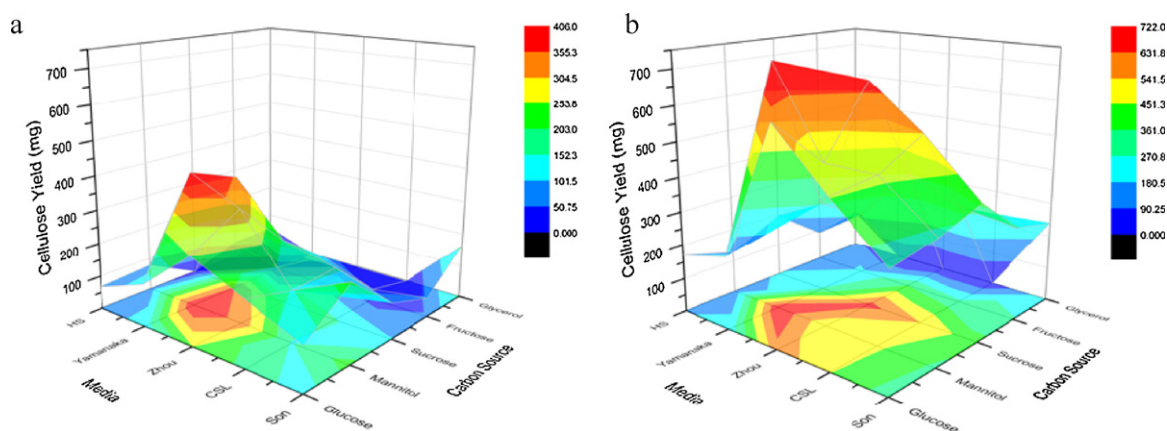 a
Cellulose Yield (mg)
700
600
500
400
300
200
100
HS
Yamanaka
Zhou
CSL
Son
Media
Glucose
Mannitol
Sucrose
Fructose
Glycerol
Carbon Source
406.0
355.3
304.5
253.8
203.0
152.3
101.5
50.75
0.000
b
Cellulose Yield (mg)
700
600
500
400
300
200
100
HS
Yamanaka
Zhou
CSL
Son
Media
Glucose
Mannitol
Sucrose
Fructose
Glycerol
Carbon Source
722.0
631.8
541.5
451.3
361.0
270.8
180.5
90.25
0.000